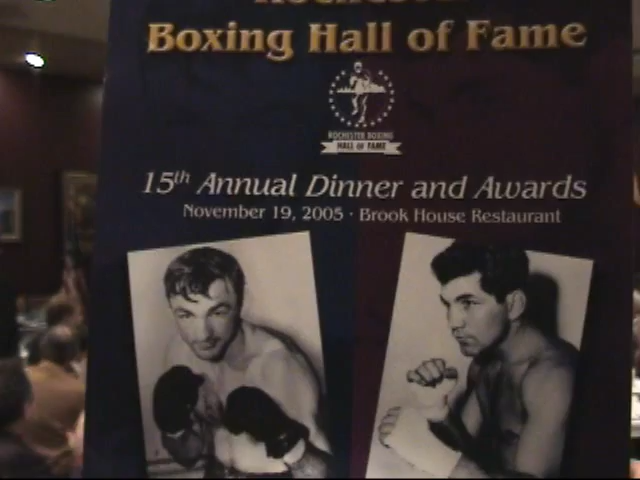 Rochester
Boxing Hall of Fame
ROCHESTER BOXING
HALL OF FAME
15th Annual Dinner and Awards
November 19, 2005 · Brook House Restaurant